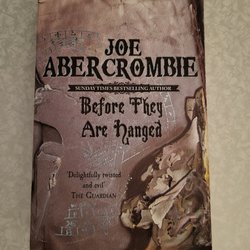 JOE
ABERCROMBIE
SUNDAY TIMES BESTSELLING AUTHOR
Before They
Are Hanged
'Delightfully twisted
and evil'
THE GUARDIAN